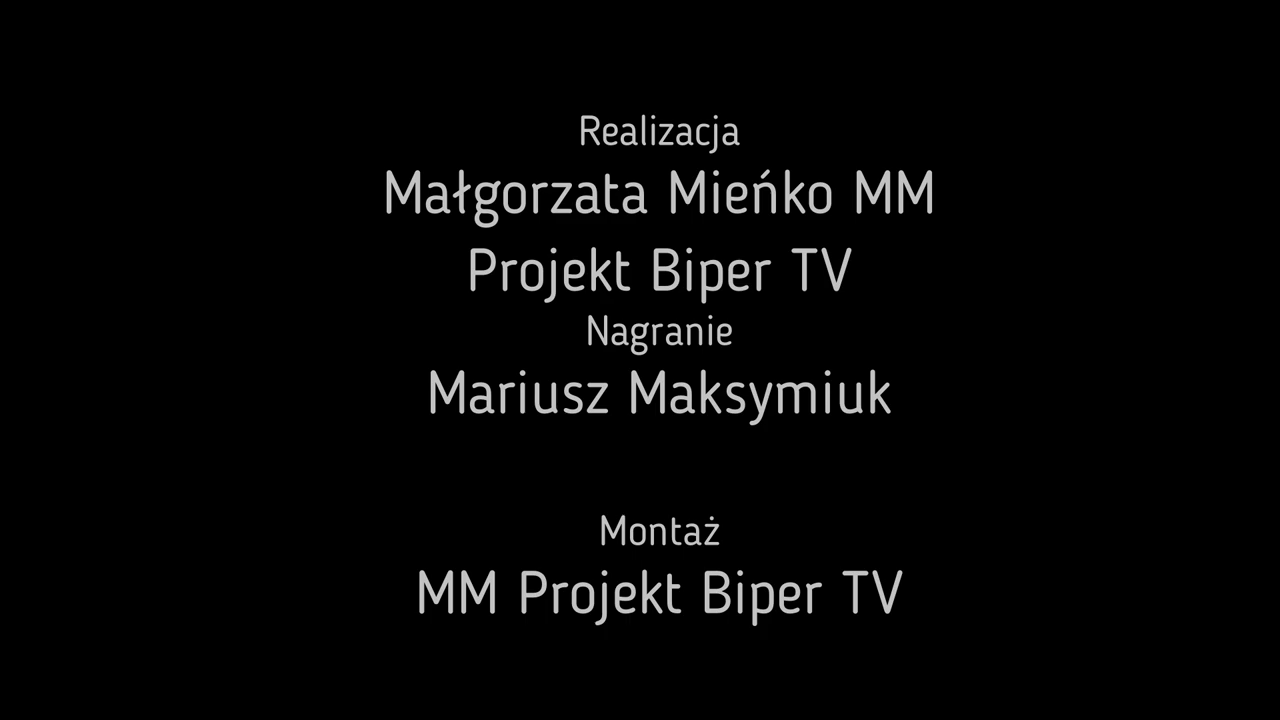 Realizacja
Małgorzata Mieńko MM
Projekt Biper TV
Nagranie
Mariusz Maksymiuk
Montaż
MM Projekt Biper TV